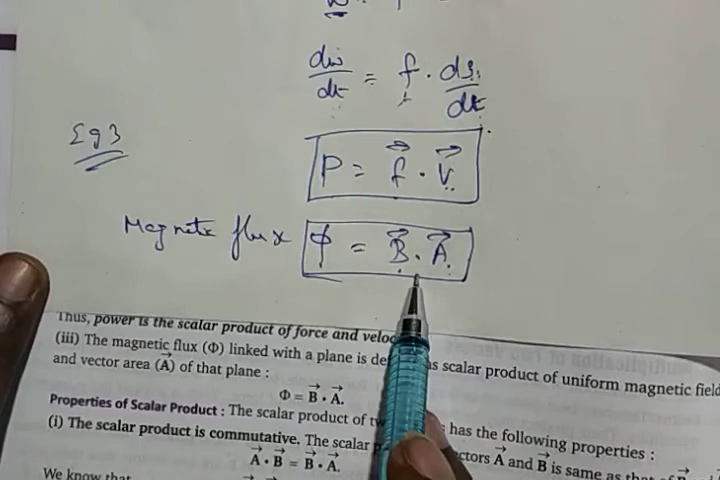 dw/dt = f . ds/dt
Eg 3
P = f⃗ . V⃗
Magnetic flux ϕ = B⃗ . A⃗
Thus, power is the scalar product of force and
(iii) The magnetic flux (Φ) linked with a plane is as scalar product of uniform magnetic field
and vector area (A⃗) of that plane :
Φ = B⃗ • A⃗.
Properties of Scalar Product : The scalar product of has the following properties :
(i) The scalar product is commutative. The scalar A⃗ and B⃗ is same as that of
A⃗ • B⃗ = B⃗ • A⃗.
We know that